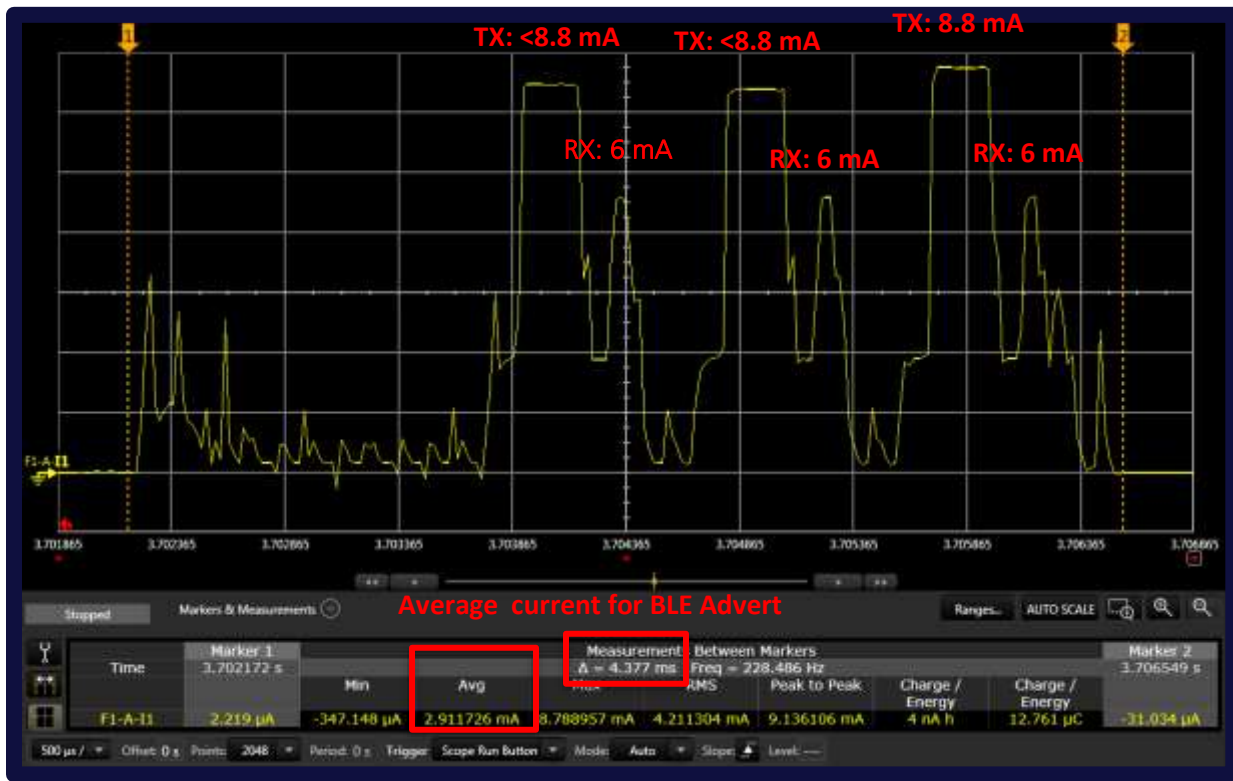 TX: <8.8 mA
TX: <8.8 mA
TX: 8.8 mA
1
2
RX: 6 mA
RX: 6 mA
RX: 6 mA
F1-A-I1
3.701865
3.702365
3.702865
3.703365
3.703865
3.704365
3.704865
3.705365
3.705865
3.706365
3.706865
Stopped
Markers & Measurements
Average current for BLE Advert
Ranges...
AUTO SCALE
Marker 1
Measurements Between Markers
Marker 2
Time
3.702172 s
Δ = 4.377 ms
Freq = 228.486 Hz
3.706549 s
Min
Avg
Max
RMS
Peak to Peak
Charge / Energy
Charge / Energy
F1-A-I1
2.219 µA
-347.148 µA
2.911726 mA
8.788957 mA
4.211304 mA
9.136106 mA
4 nA h
12.761 µC
-31.034 µA
500 µs /
Offset: 0 s
Points: 2048
Period: 0 s
Trigger Scope Run Button
Mode: Auto
Slope:
Level: ---